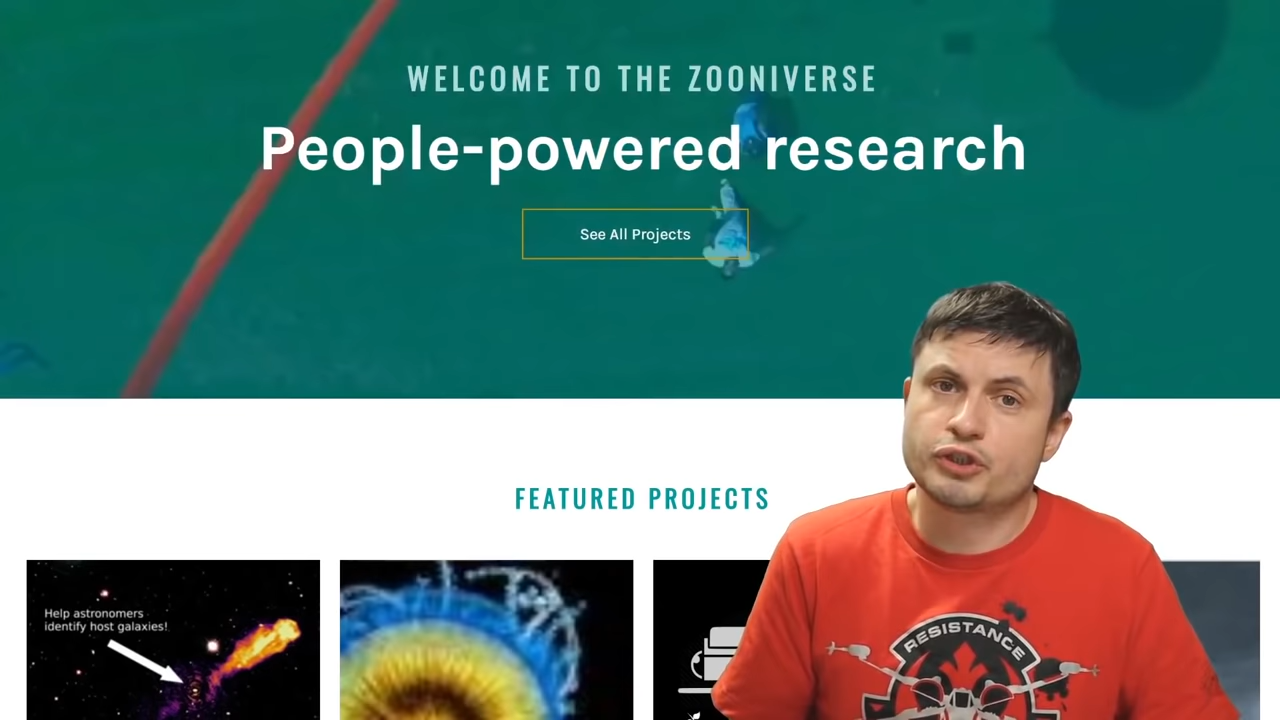 WELCOME TO THE ZOONIVERSE
People-powered research
See All Projects
FEATURED PROJECTS
Help astronomers
identify host galaxies!
RESISTANCE